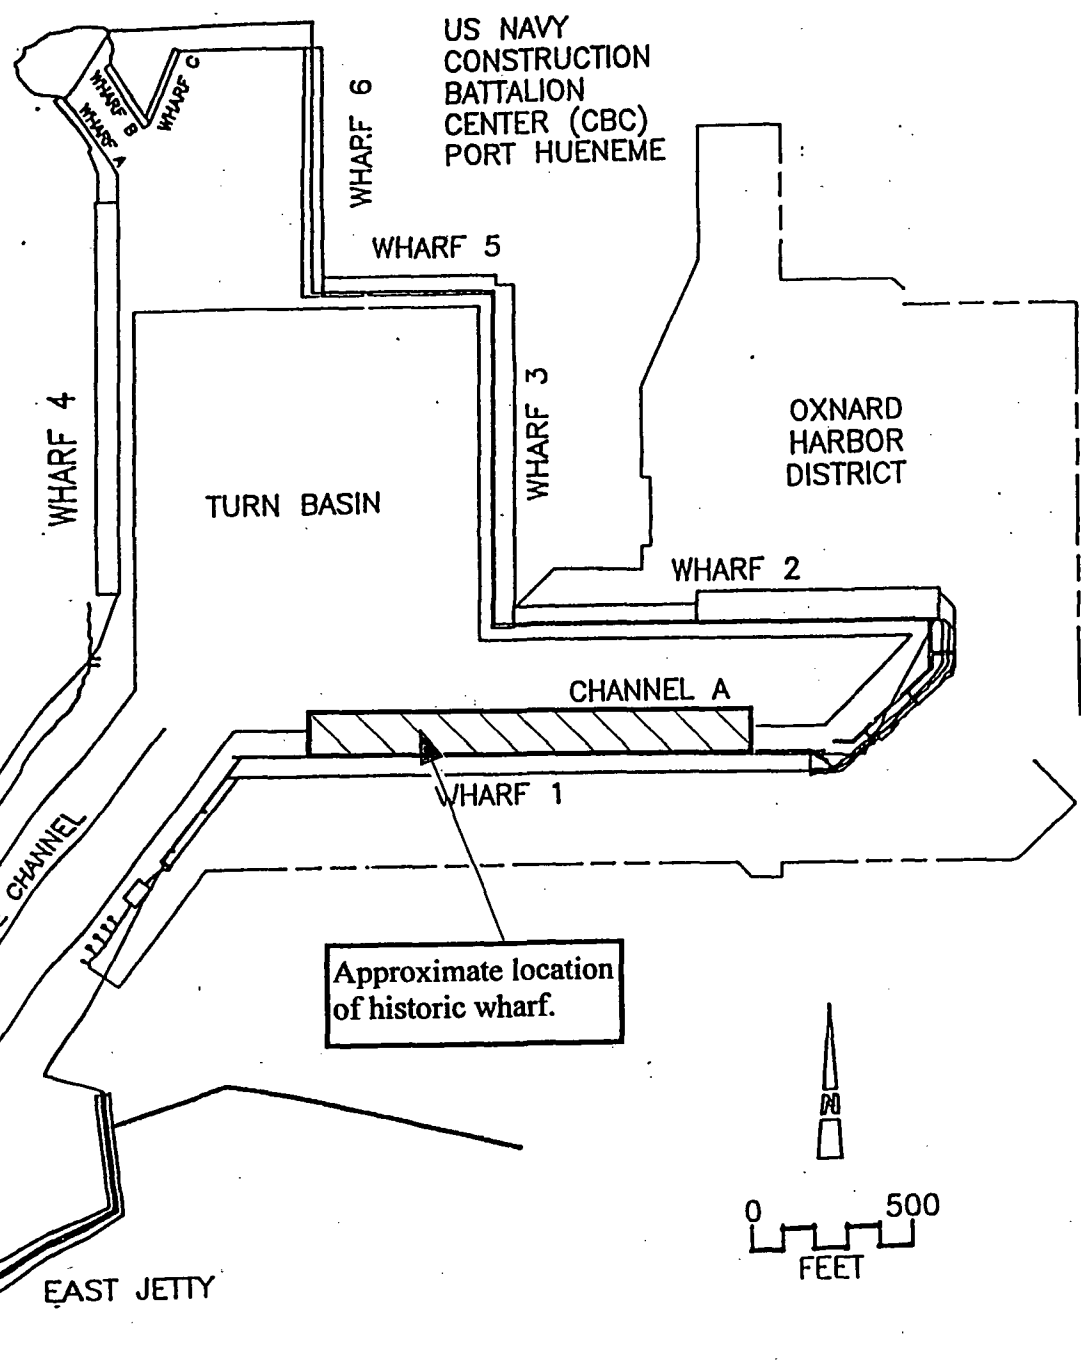 US NAVY
CONSTRUCTION
BATTALION
CENTER (CBC)
PORT HUENEME
WHARF C
WHARF B
WHARF A
WHARF 6
WHARF 5
WHARF 3
WHARF 4
OXNARD
HARBOR
DISTRICT
TURN BASIN
WHARF 2
CHANNEL A
WHARF 1
CHANNEL
Approximate location
of historic wharf.
N
0 500
FEET
EAST JETTY